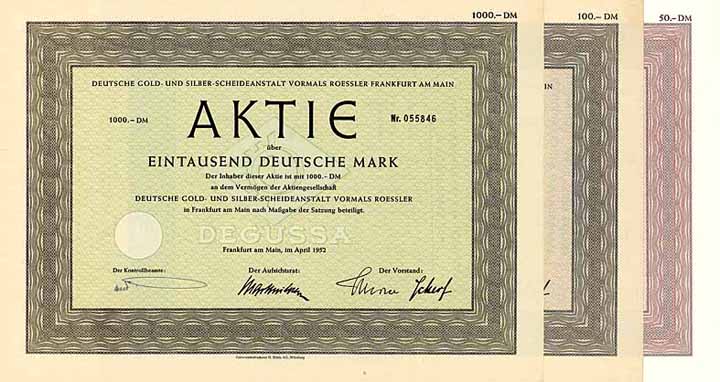 1000.– DM
100.– DM
50.– DM
DEUTSCHE GOLD- UND SILBER-SCHEIDEANSTALT VORMALS ROESSLER FRANKFURT AM MAIN
IN
1000.– DM
AKTIE
Nr. 055846
über
EINTAUSEND DEUTSCHE MARK
Der Inhaber dieser Aktie ist mit 1000.– DM
an dem Vermögen der Aktiengesellschaft
DEUTSCHE GOLD- UND SILBER-SCHEIDEANSTALT VORMALS ROESSLER
in Frankfurt am Main nach Maßgabe der Satzung beteiligt.
DEGUSSA
Frankfurt am Main, im April 1952
Der Kontrollbeamte:
Der Aufsichtsrat:
Der Vorstand: